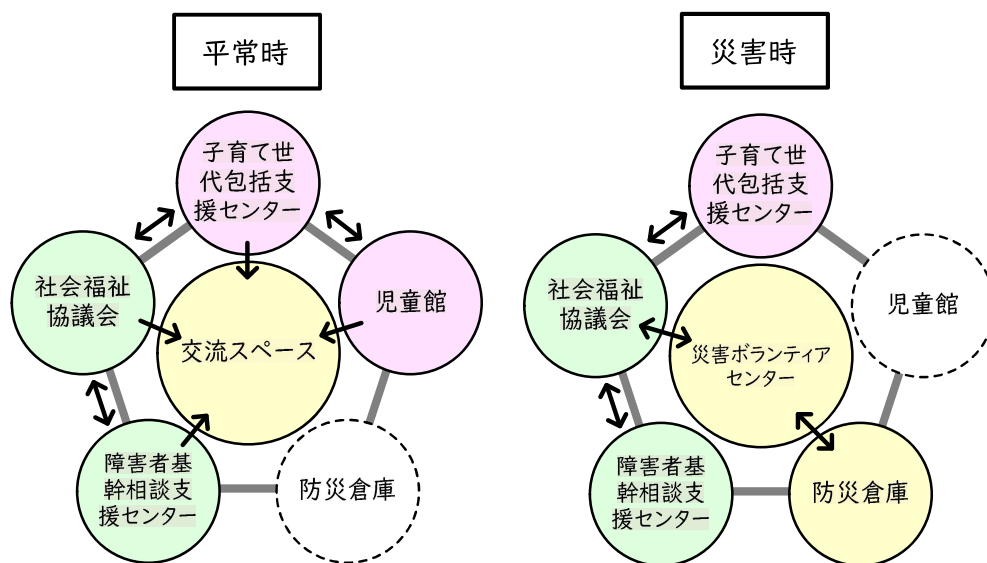 平常時
子育て世
代包括支
援センター
社会福祉
協議会
児童館
交流スペース
障害者基
幹相談支
援センター
防災倉庫
災害時
子育て世
代包括支
援センター
社会福祉
協議会
児童館
災害ボランティア
センター
障害者基
幹相談支
援センター
防災倉庫